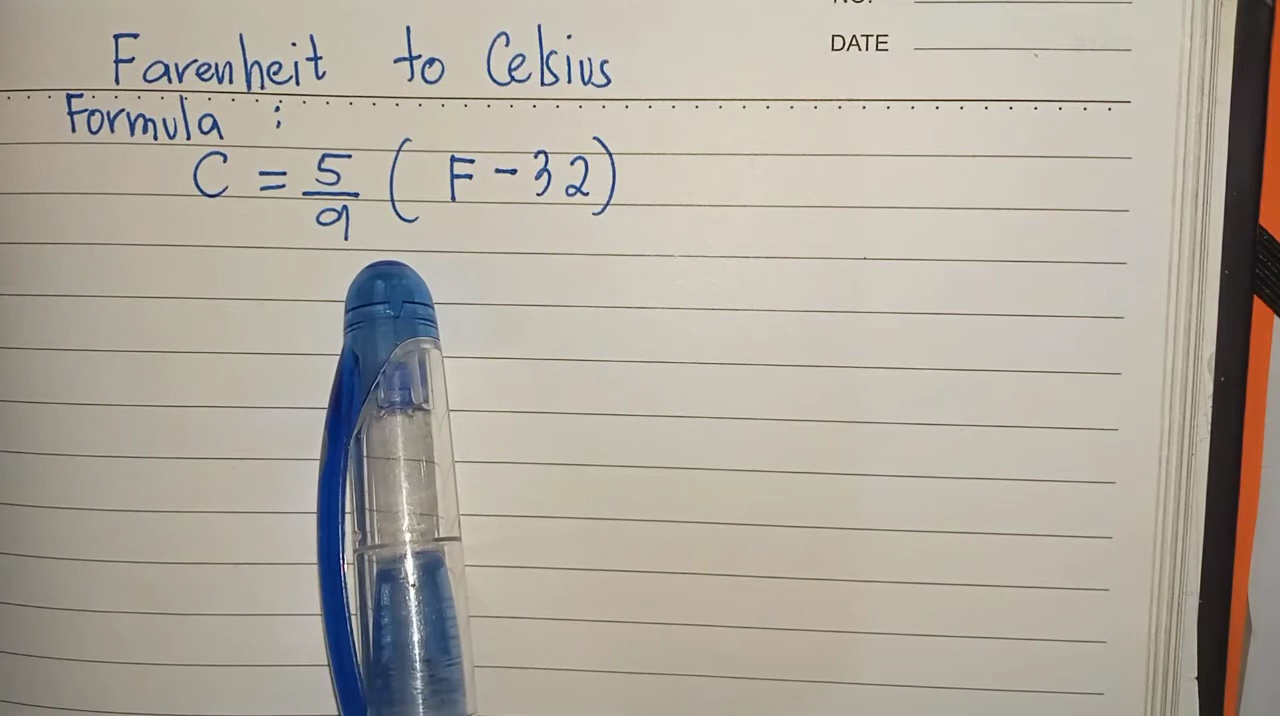 DATE
Farenheit to Celsius
Formula :
C = 5/9 ( F - 32)